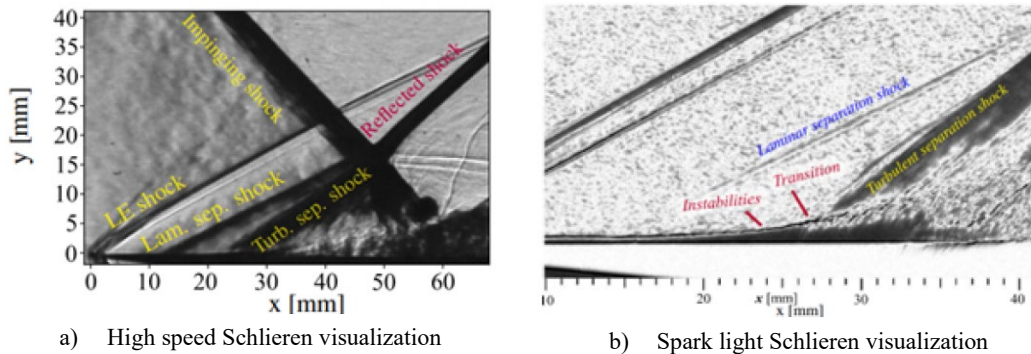 40
35
30
25
20
15
10
5
0
y [mm]
Impinging shock
Reflected shock
LE shock
Lam. sep. shock
Turb. sep. shock
0 10 20 30 40 50 60
x [mm]
a) High speed Schlieren visualization
Laminar separation shock
Turbulent separation shock
Transition
Instabilities
10 20 30 40
x [mm]
x [mm]
b) Spark light Schlieren visualization